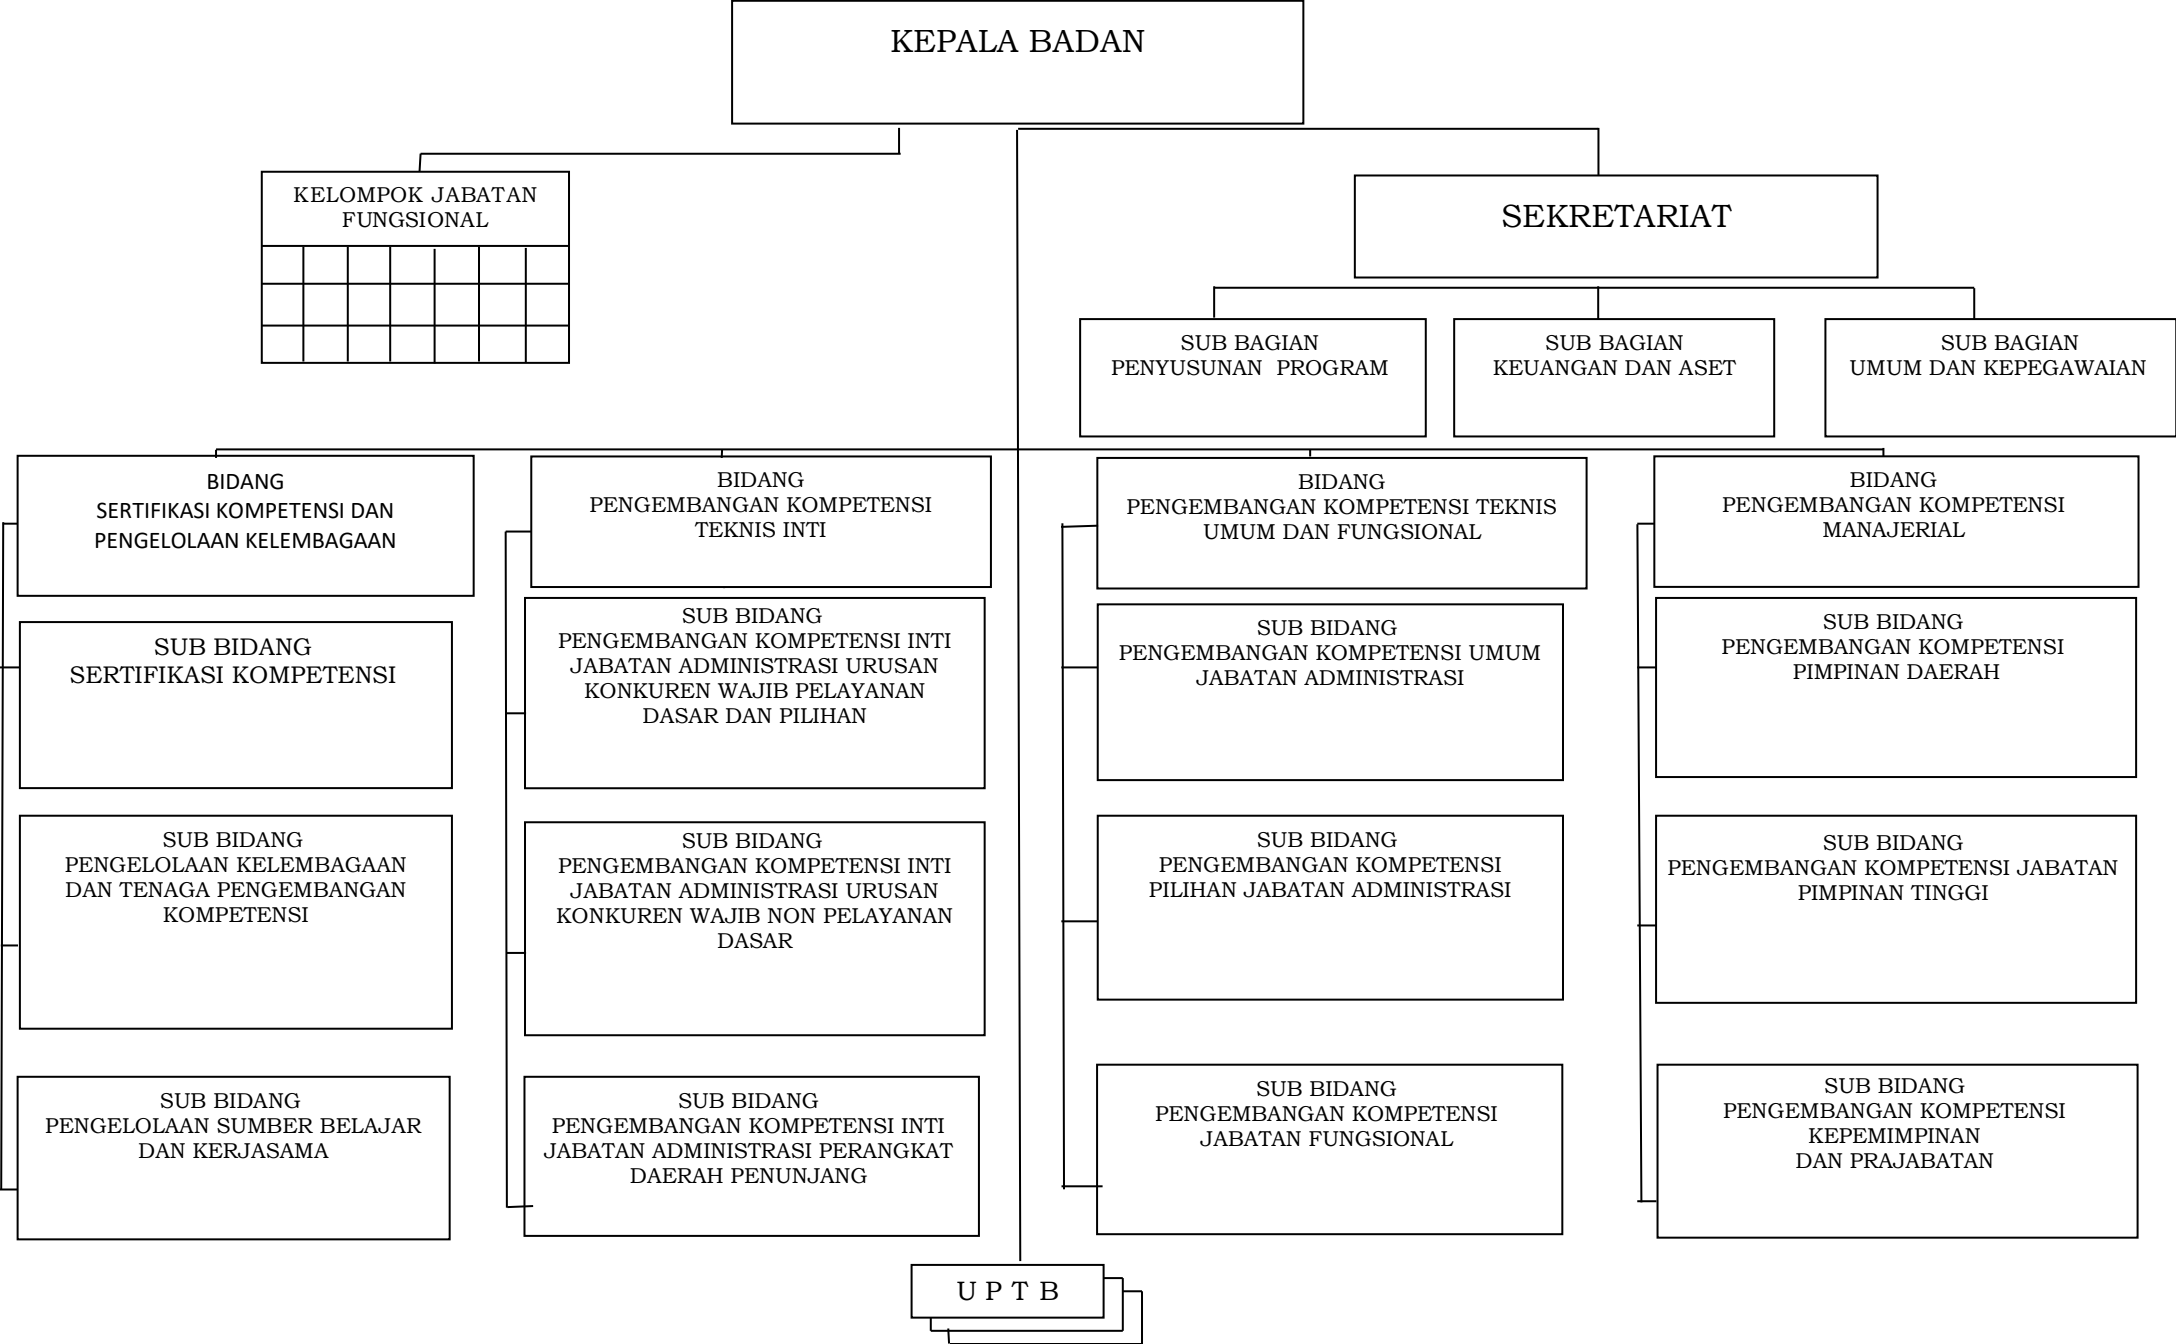 KEPALA BADAN
KELOMPOK JABATAN
FUNGSIONAL
SEKRETARIAT
SUB BAGIAN
PENYUSUNAN PROGRAM
SUB BAGIAN
KEUANGAN DAN ASET
SUB BAGIAN
UMUM DAN KEPEGAWAIAN
BIDANG
SERTIFIKASI KOMPETENSI DAN
PENGELOLAAN KELEMBAGAAN
BIDANG
PENGEMBANGAN KOMPETENSI
TEKNIS INTI
BIDANG
PENGEMBANGAN KOMPETENSI TEKNIS
UMUM DAN FUNGSIONAL
BIDANG
PENGEMBANGAN KOMPETENSI
MANAJERIAL
SUB BIDANG
SERTIFIKASI KOMPETENSI
SUB BIDANG
PENGEMBANGAN KOMPETENSI INTI
JABATAN ADMINISTRASI URUSAN
KONKUREN WAJIB PELAYANAN
DASAR DAN PILIHAN
SUB BIDANG
PENGEMBANGAN KOMPETENSI UMUM
JABATAN ADMINISTRASI
SUB BIDANG
PENGEMBANGAN KOMPETENSI
PIMPINAN DAERAH
SUB BIDANG
PENGELOLAAN KELEMBAGAAN
DAN TENAGA PENGEMBANGAN
KOMPETENSI
SUB BIDANG
PENGEMBANGAN KOMPETENSI INTI
JABATAN ADMINISTRASI URUSAN
KONKUREN WAJIB NON PELAYANAN
DASAR
SUB BIDANG
PENGEMBANGAN KOMPETENSI
PILIHAN JABATAN ADMINISTRASI
SUB BIDANG
PENGEMBANGAN KOMPETENSI JABATAN
PIMPINAN TINGGI
SUB BIDANG
PENGELOLAAN SUMBER BELAJAR
DAN KERJASAMA
SUB BIDANG
PENGEMBANGAN KOMPETENSI INTI
JABATAN ADMINISTRASI PERANGKAT
DAERAH PENUNJANG
SUB BIDANG
PENGEMBANGAN KOMPETENSI
JABATAN FUNGSIONAL
SUB BIDANG
PENGEMBANGAN KOMPETENSI
KEPEMIMPINAN
DAN PRAJABATAN
U P T B